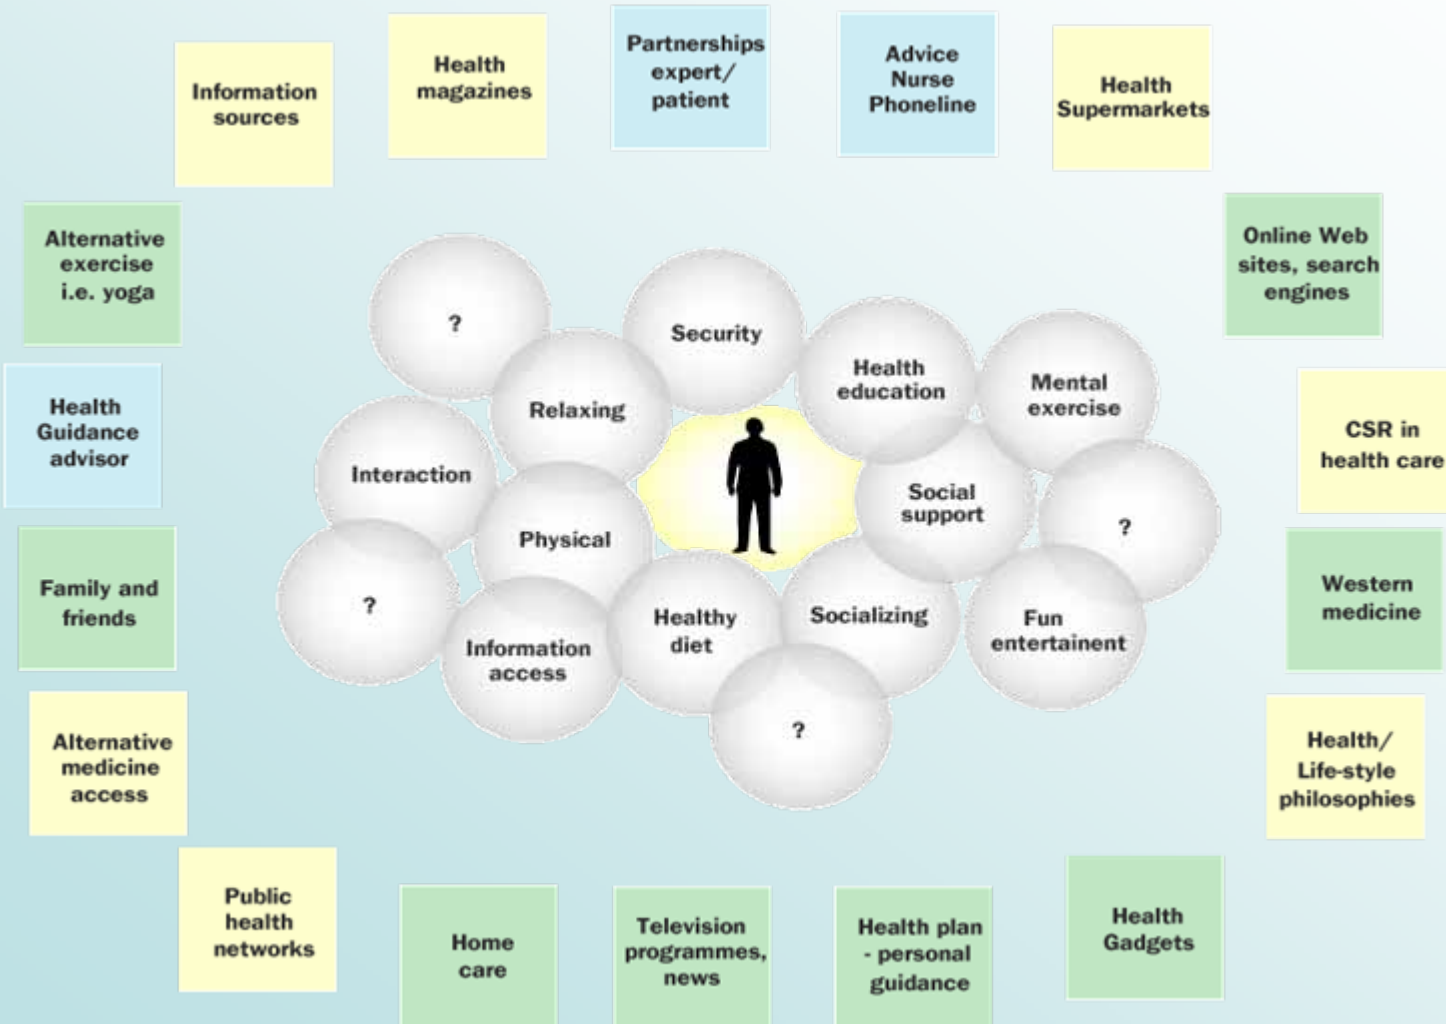 Information
sources
Health
magazines
Partnerships
expert/
patient
Advice
Nurse
Phoneline
Health
Supermarkets
Alternative
exercise
i.e. yoga
Online Web
sites, search
engines
?
Security
Health
education
Mental
exercise
Relaxing
Health
Guidance
advisor
CSR in
health care
Interaction
Social
support
?
Physical
Family and
friends
?
Western
medicine
Information
access
Healthy
diet
Socializing
Fun
entertainent
?
Alternative
medicine
access
Health/
Life-style
philosophies
Public
health
networks
Home
care
Television
programmes,
news
Health plan
- personal
guidance
Health
Gadgets